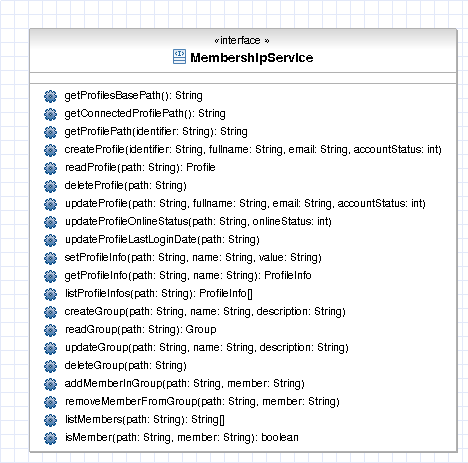 «interface »
MembershipService
getProfilesBasePath(): String
getConnectedProfilePath(): String
getProfilePath(identifier: String): String
createProfile(identifier: String, fullname: String, email: String, accountStatus: int)
readProfile(path: String): Profile
deleteProfile(path: String)
updateProfile(path: String, fullname: String, email: String, accountStatus: int)
updateProfileOnlineStatus(path: String, onlineStatus: int)
updateProfileLastLoginDate(path: String)
setProfileInfo(path: String, name: String, value: String)
getProfileInfo(path: String, name: String): ProfileInfo
listProfileInfos(path: String): ProfileInfo[]
createGroup(path: String, name: String, description: String)
readGroup(path: String): Group
updateGroup(path: String, name: String, description: String)
deleteGroup(path: String)
addMemberInGroup(path: String, member: String)
removeMemberFromGroup(path: String, member: String)
listMembers(path: String): String[]
isMember(path: String, member: String): boolean